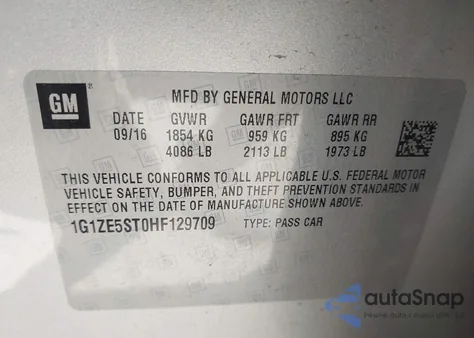 GM
MFD BY GENERAL MOTORS LLC
DATE GVWR GAWR FRT GAWR RR
09/16 1854 KG 959 KG 895 KG
4086 LB 2113 LB 1973 LB
THIS VEHICLE CONFORMS TO ALL APPLICABLE U.S. FEDERAL MOTOR
VEHICLE SAFETY, BUMPER, AND THEFT PREVENTION STANDARDS IN
EFFECT ON THE DATE OF MANUFACTURE SHOWN ABOVE.
1G1ZE5ST0HF129709 TYPE: PASS CAR
autoSnap